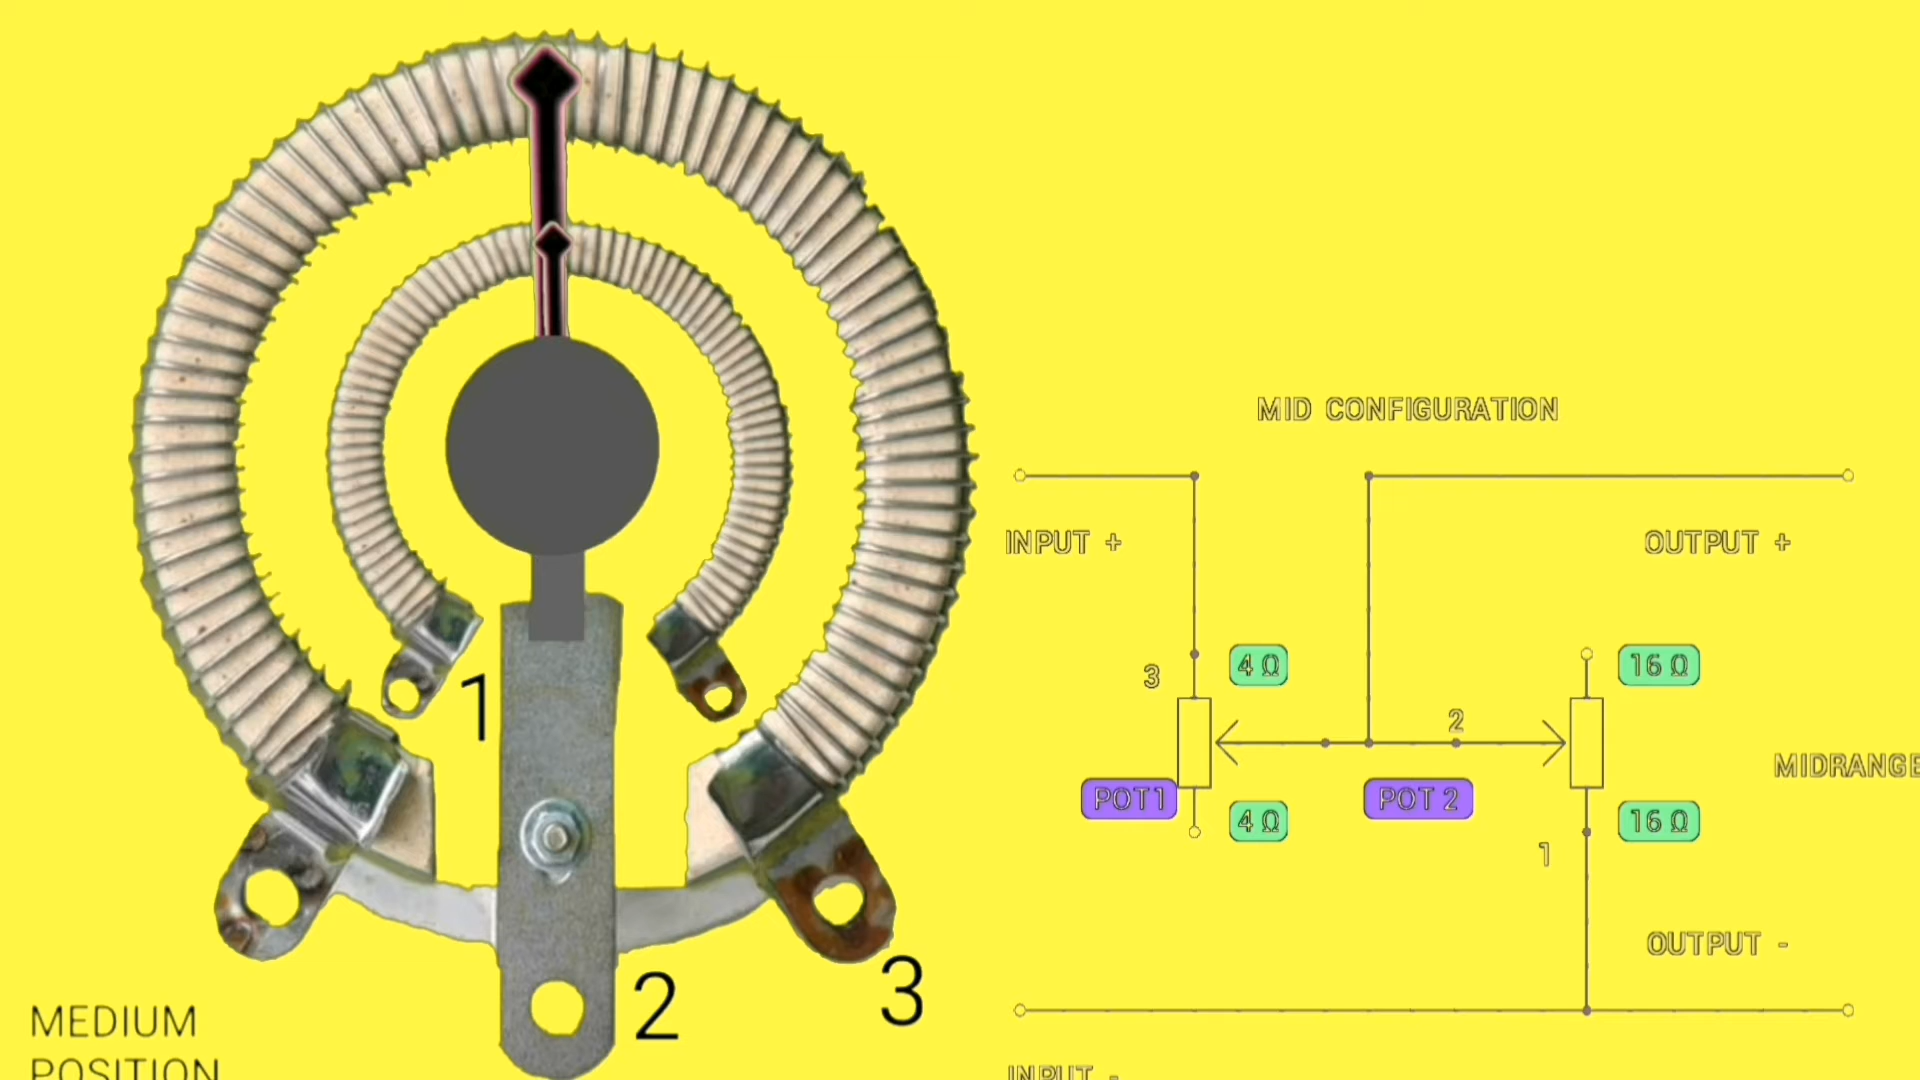 MID CONFIGURATION
INPUT +
OUTPUT +
3
4 Ω
16 Ω
1
2
POT 1
POT 2
MIDRANGE
4 Ω
16 Ω
1
OUTPUT -
2
3
MEDIUM
POSITION
INPUT -